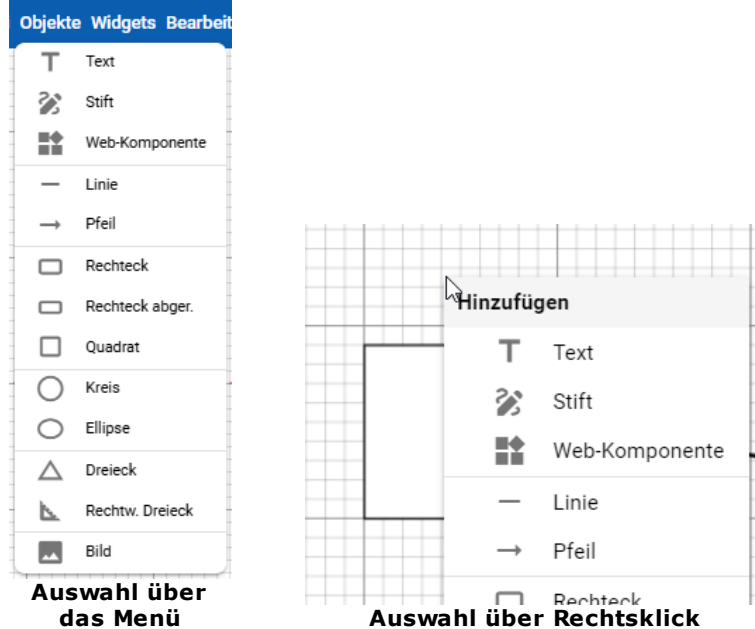 Objekte Widgets Bearbeit
Text
Stift
Web-Komponente
Linie
Pfeil
Rechteck
Rechteck abger.
Quadrat
Kreis
Ellipse
Dreieck
Rechtw. Dreieck
Bild
Auswahl über
das Menü
Hinzufügen
Text
Stift
Web-Komponente
Linie
Pfeil
Rechteck
Auswahl über Rechtsklick